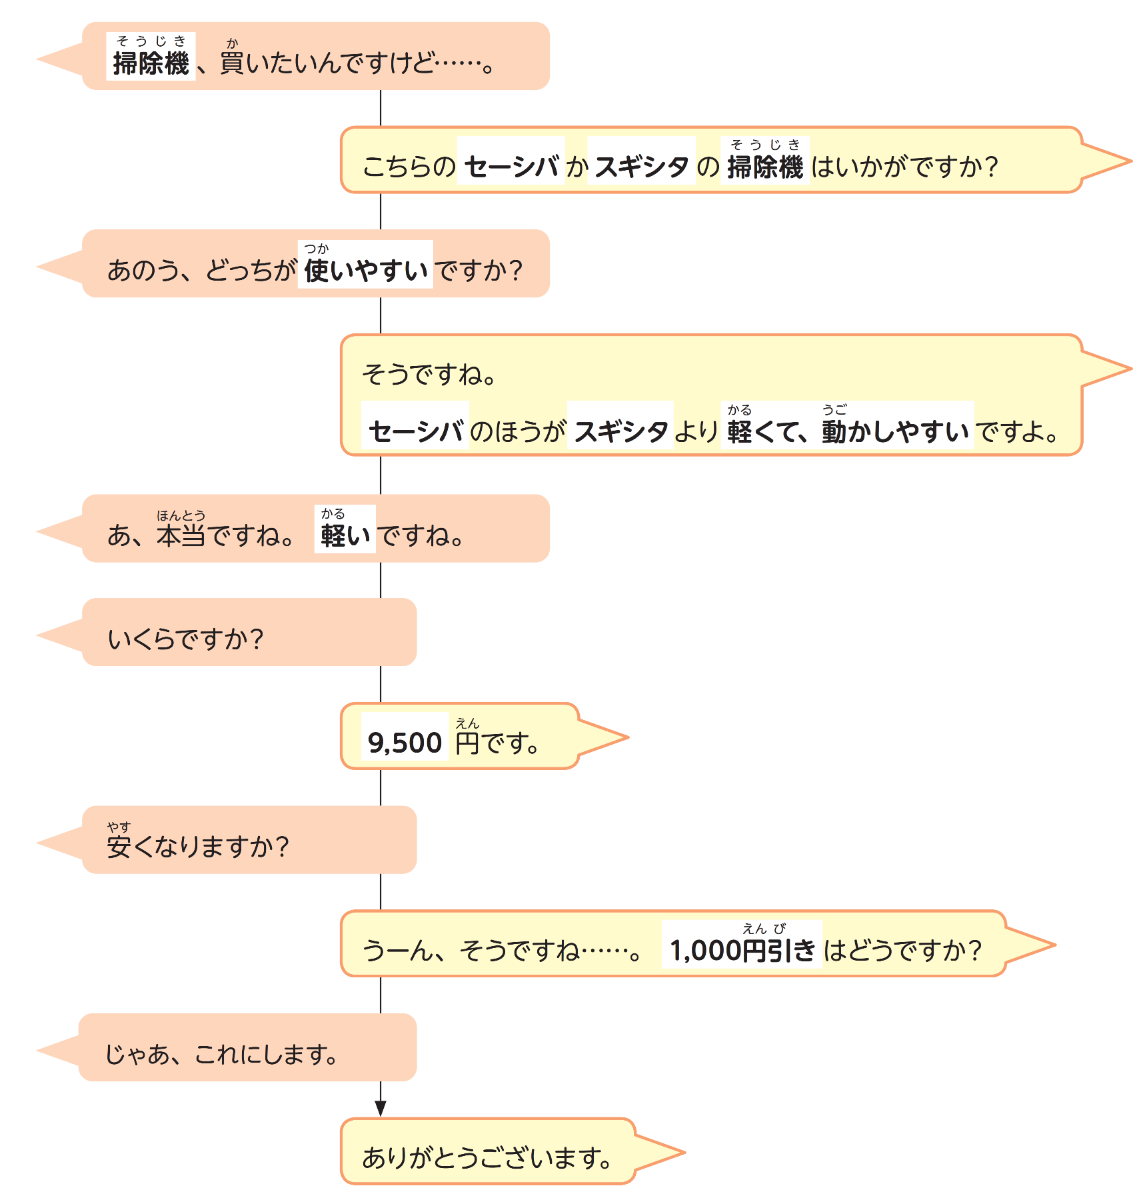 掃除機、買いたいんですけど……。
こちらの セーシバ か スギシタ の 掃除機 はいかがですか？
あのう、どっちが 使いやすい ですか？
そうですね。
セーシバ のほうが スギシタ より 軽くて、動かしやすい ですよ。
あ、本当ですね。 軽い ですね。
いくらですか？
9,500 円です。
安くなりますか？
うーん、そうですね……。 1,000円引き はどうですか？
じゃあ、これにします。
ありがとうございます。